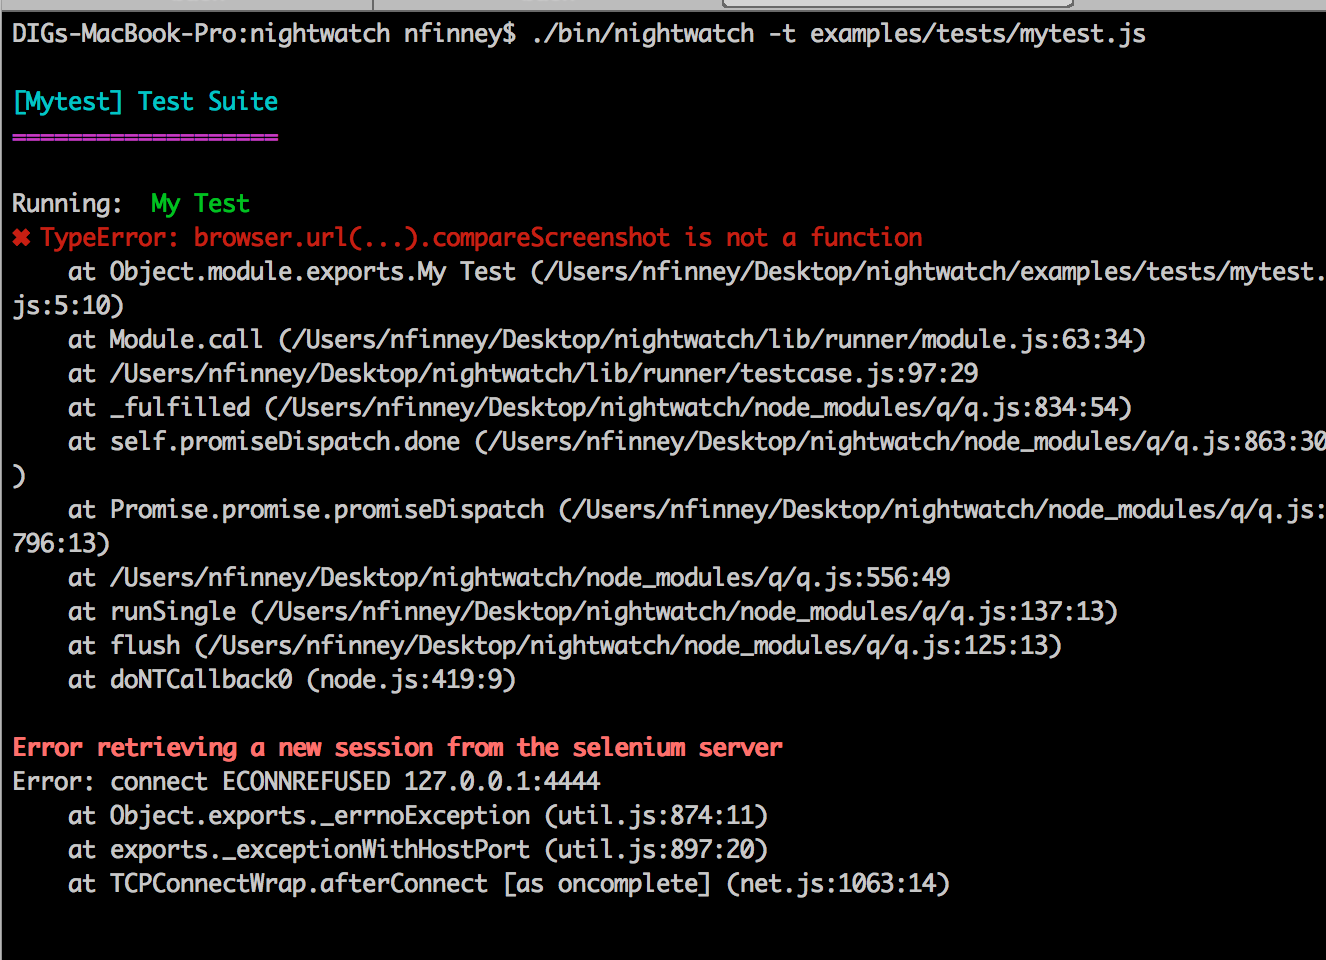 DIGs-MacBook-Pro:nightwatch nfinney$ ./bin/nightwatch -t examples/tests/mytest.js
[Mytest] Test Suite
===================
Running:  My Test
✖ TypeError: browser.url(...).compareScreenshot is not a function
    at Object.module.exports.My Test (/Users/nfinney/Desktop/nightwatch/examples/tests/mytest.
js:5:10)
    at Module.call (/Users/nfinney/Desktop/nightwatch/lib/runner/module.js:63:34)
    at /Users/nfinney/Desktop/nightwatch/lib/runner/testcase.js:97:29
    at _fulfilled (/Users/nfinney/Desktop/nightwatch/node_modules/q/q.js:834:54)
    at self.promiseDispatch.done (/Users/nfinney/Desktop/nightwatch/node_modules/q/q.js:863:30
)
    at Promise.promise.promiseDispatch (/Users/nfinney/Desktop/nightwatch/node_modules/q/q.js:
796:13)
    at /Users/nfinney/Desktop/nightwatch/node_modules/q/q.js:556:49
    at runSingle (/Users/nfinney/Desktop/nightwatch/node_modules/q/q.js:137:13)
    at flush (/Users/nfinney/Desktop/nightwatch/node_modules/q/q.js:125:13)
    at doNTCallback0 (node.js:419:9)
Error retrieving a new session from the selenium server
Error: connect ECONNREFUSED 127.0.0.1:4444
    at Object.exports._errnoException (util.js:874:11)
    at exports._exceptionWithHostPort (util.js:897:20)
    at TCPConnectWrap.afterConnect [as oncomplete] (net.js:1063:14)